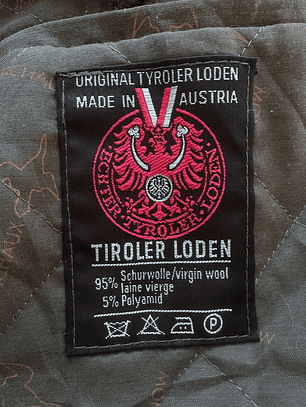 ORIGINAL TYROLER LODEN
MADE IN AUSTRIA
· ECHTER · TYROLER · LODEN ·
TIROLER LODEN
95% Schurwolle/virgin wool
laine vierge
5% Polyamid
P